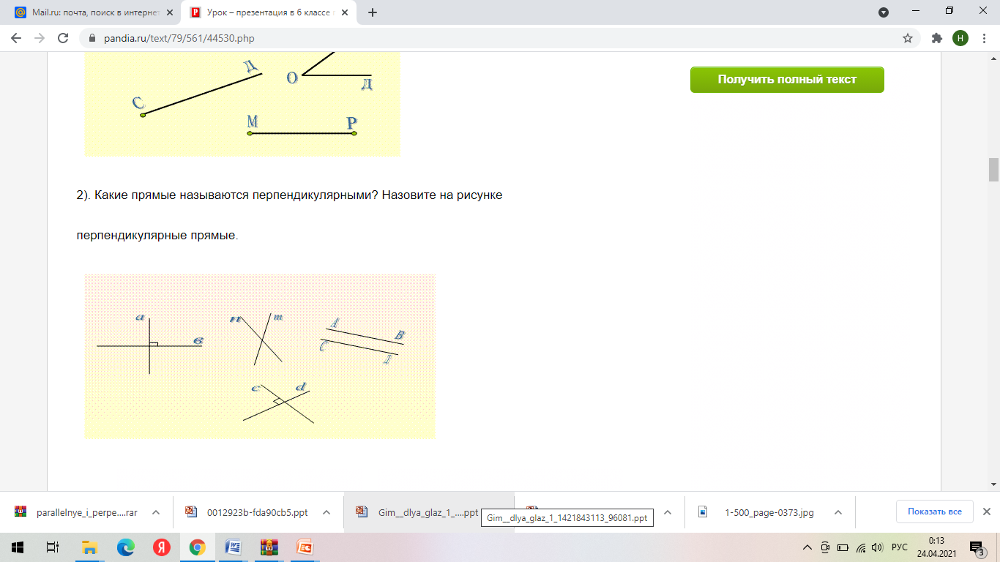 Mail.ru: почта, поиск в интернет
Урок – презентация в 6 классе
pandia.ru/text/79/561/44530.php
Н
Получить полный текст
Д
О
Д
С
М
Р
2). Какие прямые называются перпендикулярными? Назовите на рисунке
перпендикулярные прямые.
а
в
n
m
А
В
С
Д
c
d
parallelnye_i_perpe....rar
0012923b-fda90cb5.ppt
Gim__dlya_glaz_1_....ppt
Gim__dlya_glaz_1_1421843113_96081.ppt
1-500_page-0373.jpg
Показать все
РУС
0:13
24.04.2021
3